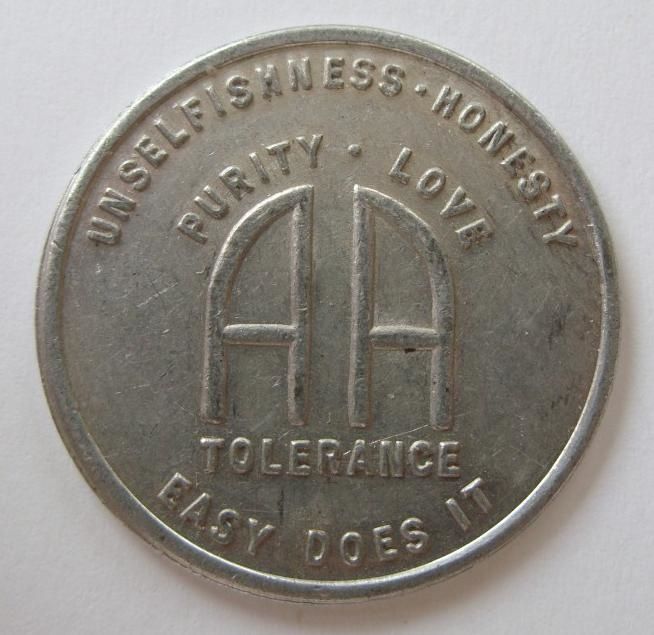 UNSELFISHNESS · HONESTY
PURITY · LOVE
AA
TOLERANCE
EASY DOES IT